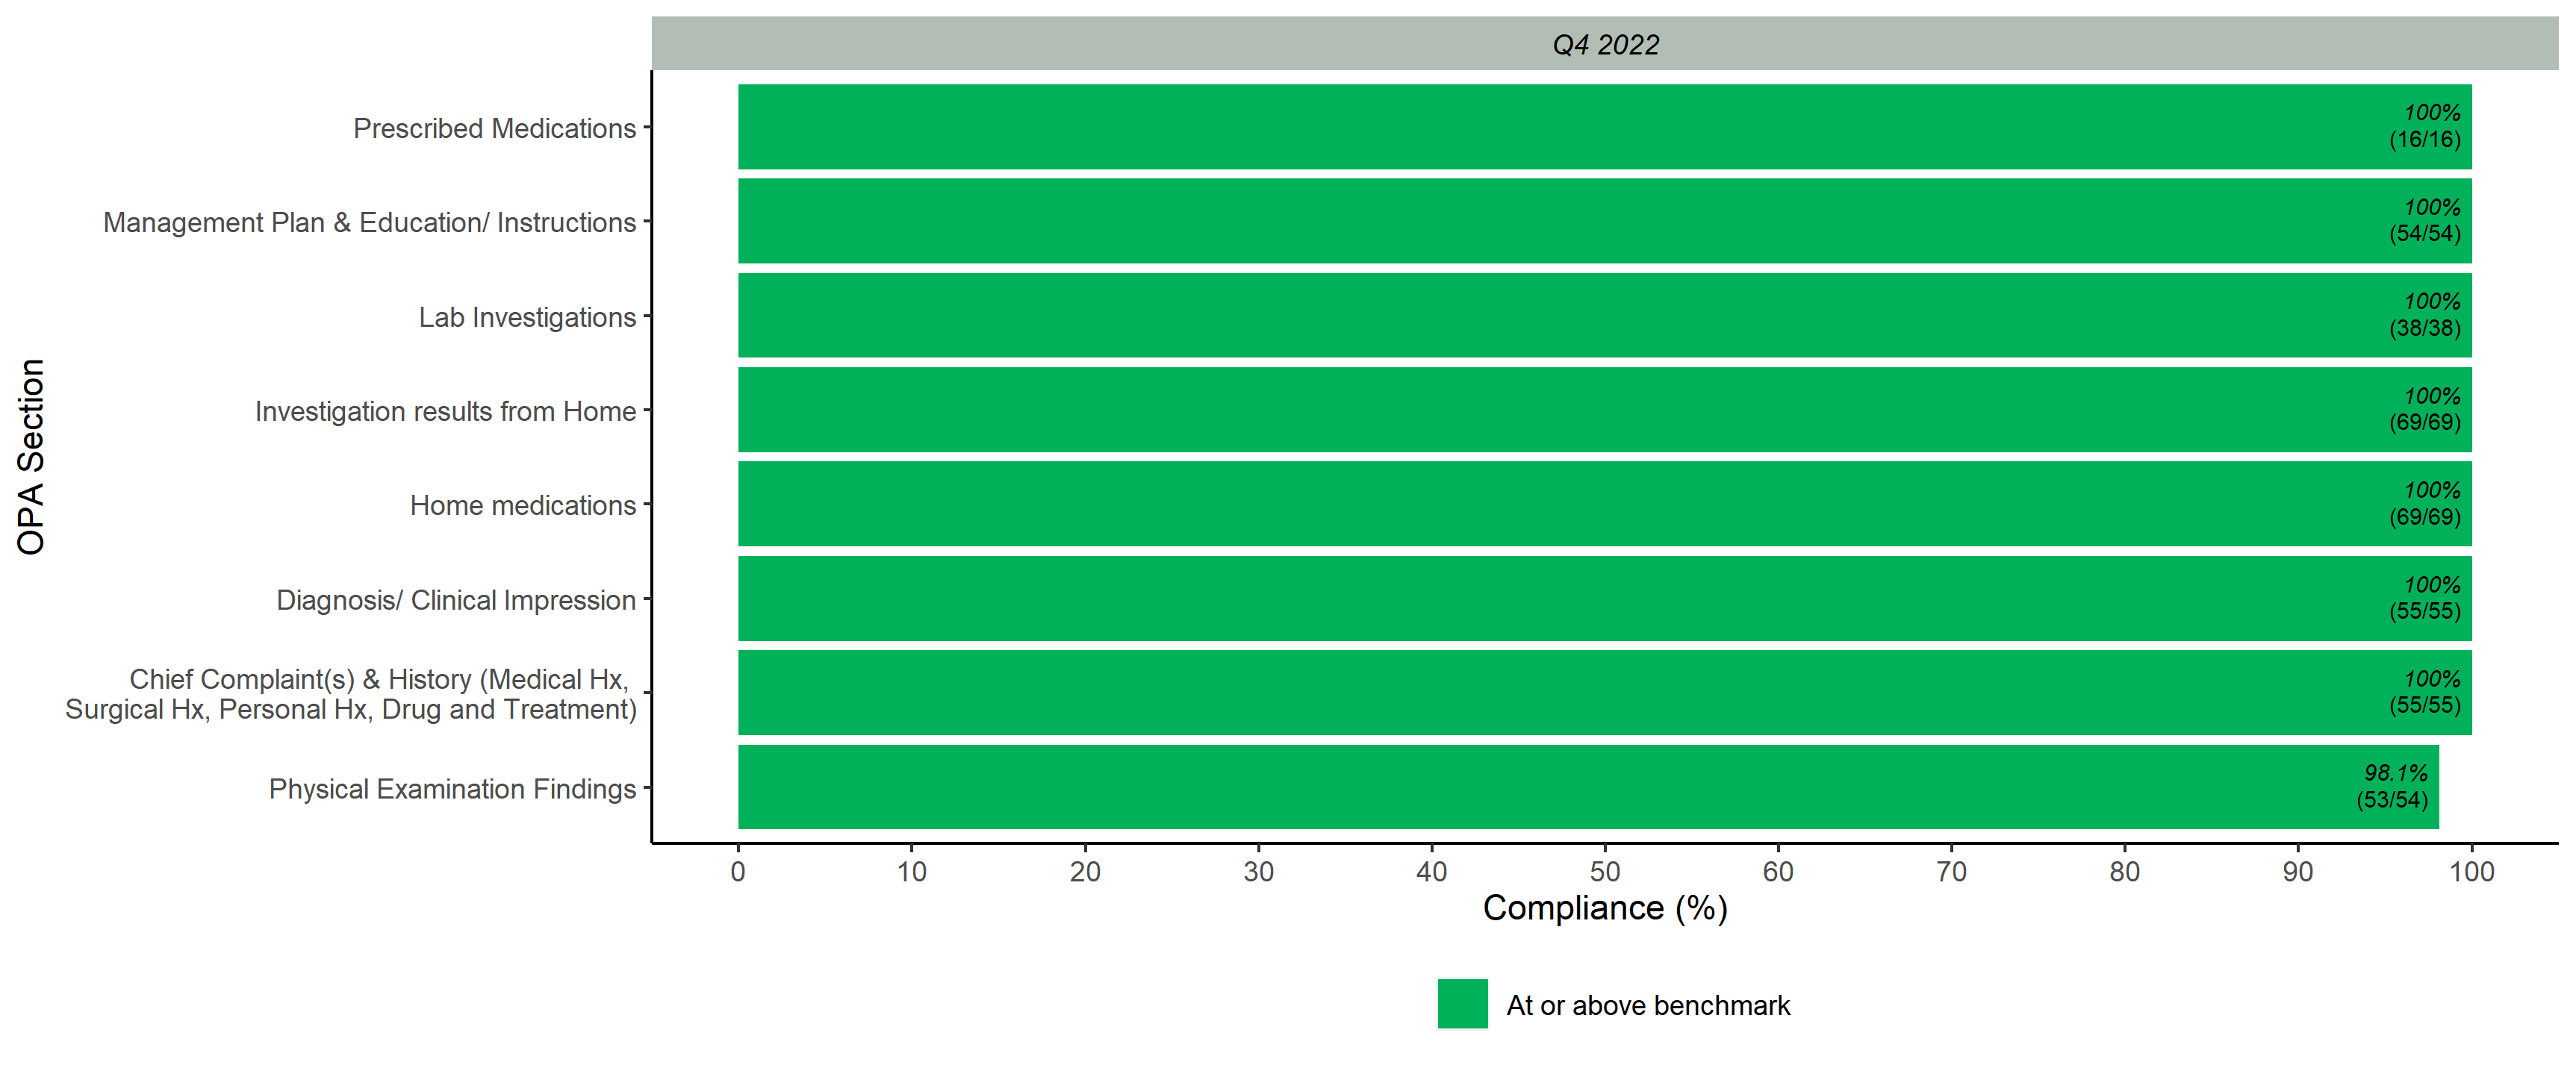 Q4 2022
OPA Section
Prescribed Medications
100%
(16/16)
Management Plan & Education/ Instructions
100%
(54/54)
Lab Investigations
100%
(38/38)
Investigation results from Home
100%
(69/69)
Home medications
100%
(69/69)
Diagnosis/ Clinical Impression
100%
(55/55)
Chief Complaint(s) & History (Medical Hx,
Surgical Hx, Personal Hx, Drug and Treatment)
100%
(55/55)
Physical Examination Findings
98.1%
(53/54)
0 10 20 30 40 50 60 70 80 90 100
Compliance (%)
At or above benchmark